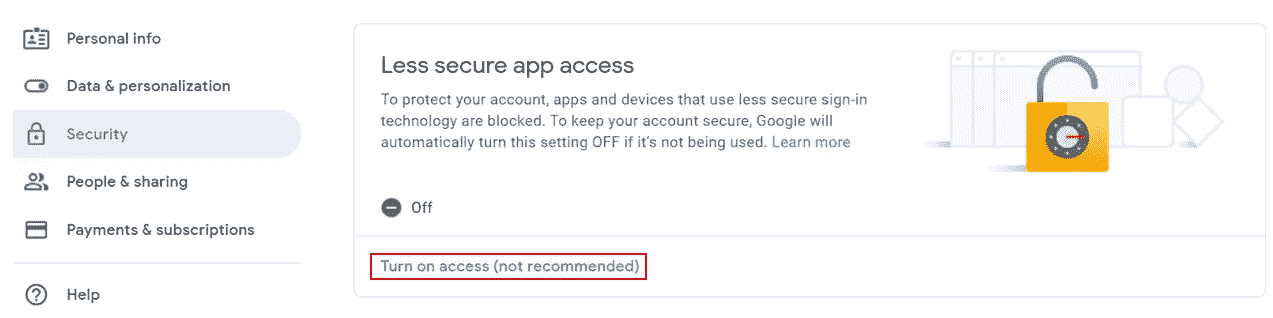 Personal info
Data & personalization
Security
People & sharing
Payments & subscriptions
Help
Less secure app access
To protect your account, apps and devices that use less secure sign-in
technology are blocked. To keep your account secure, Google will
automatically turn this setting OFF if it's not being used. Learn more
Off
Turn on access (not recommended)